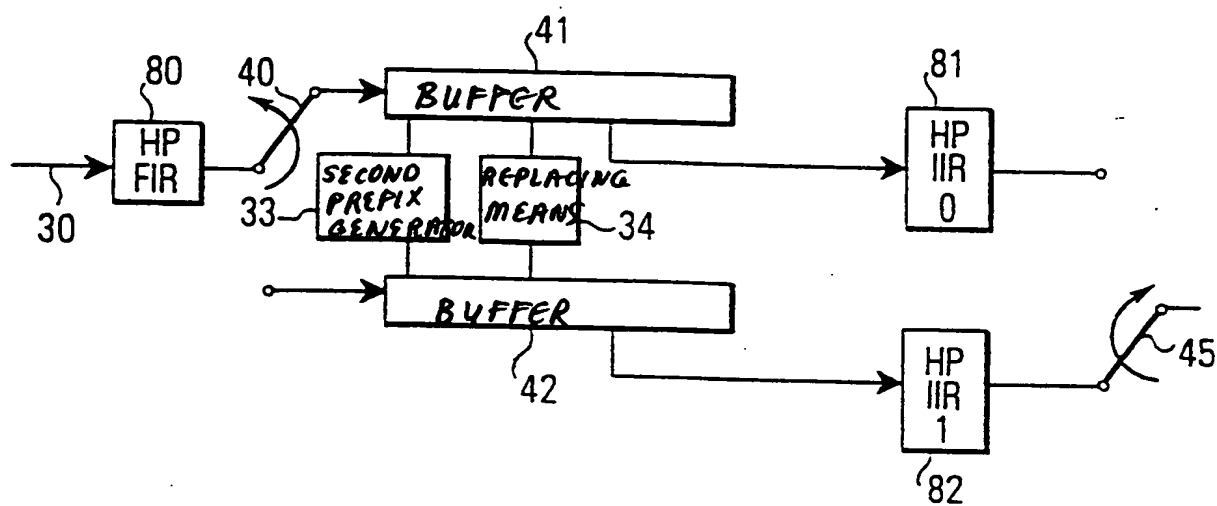 41
80
40
81
BUFFER
HP
FIR
HP
IIR
0
SECOND
PREFIX
GENERATOR
REPLACING
MEANS
33
34
30
BUFFER
42
HP
IIR
1
45
82